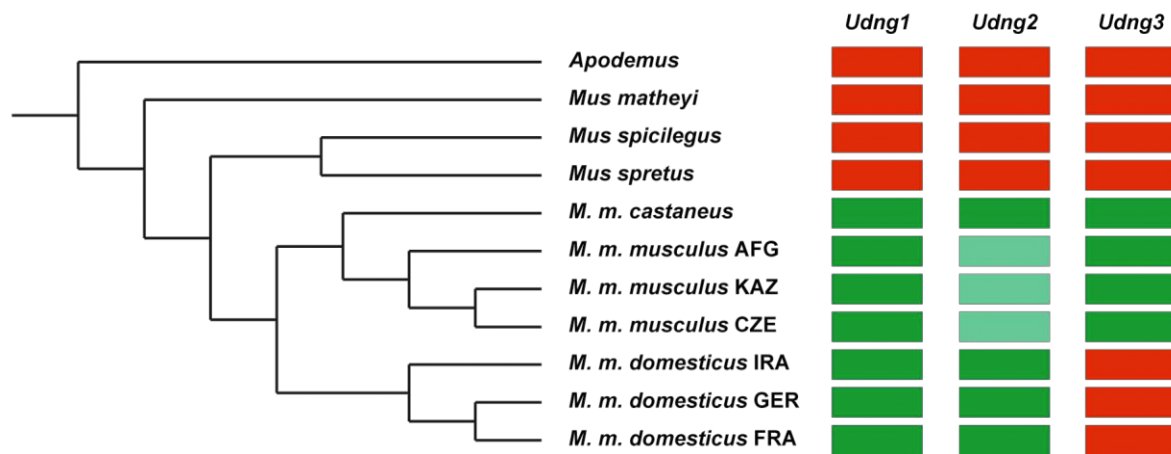 Udng1 Udng2 Udng3
Apodemus
Mus matheyi
Mus spicilegus
Mus spretus
M. m. castaneus
M. m. musculus AFG
M. m. musculus KAZ
M. m. musculus CZE
M. m. domesticus IRA
M. m. domesticus GER
M. m. domesticus FRA